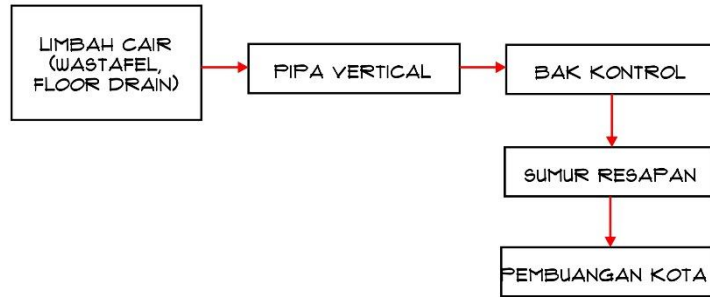 LIMBAH CAIR
(WASTAFEL,
FLOOR DRAIN)
PIPA VERTICAL
BAK KONTROL
SUMUR RESAPAN
PEMBUANGAN KOTA